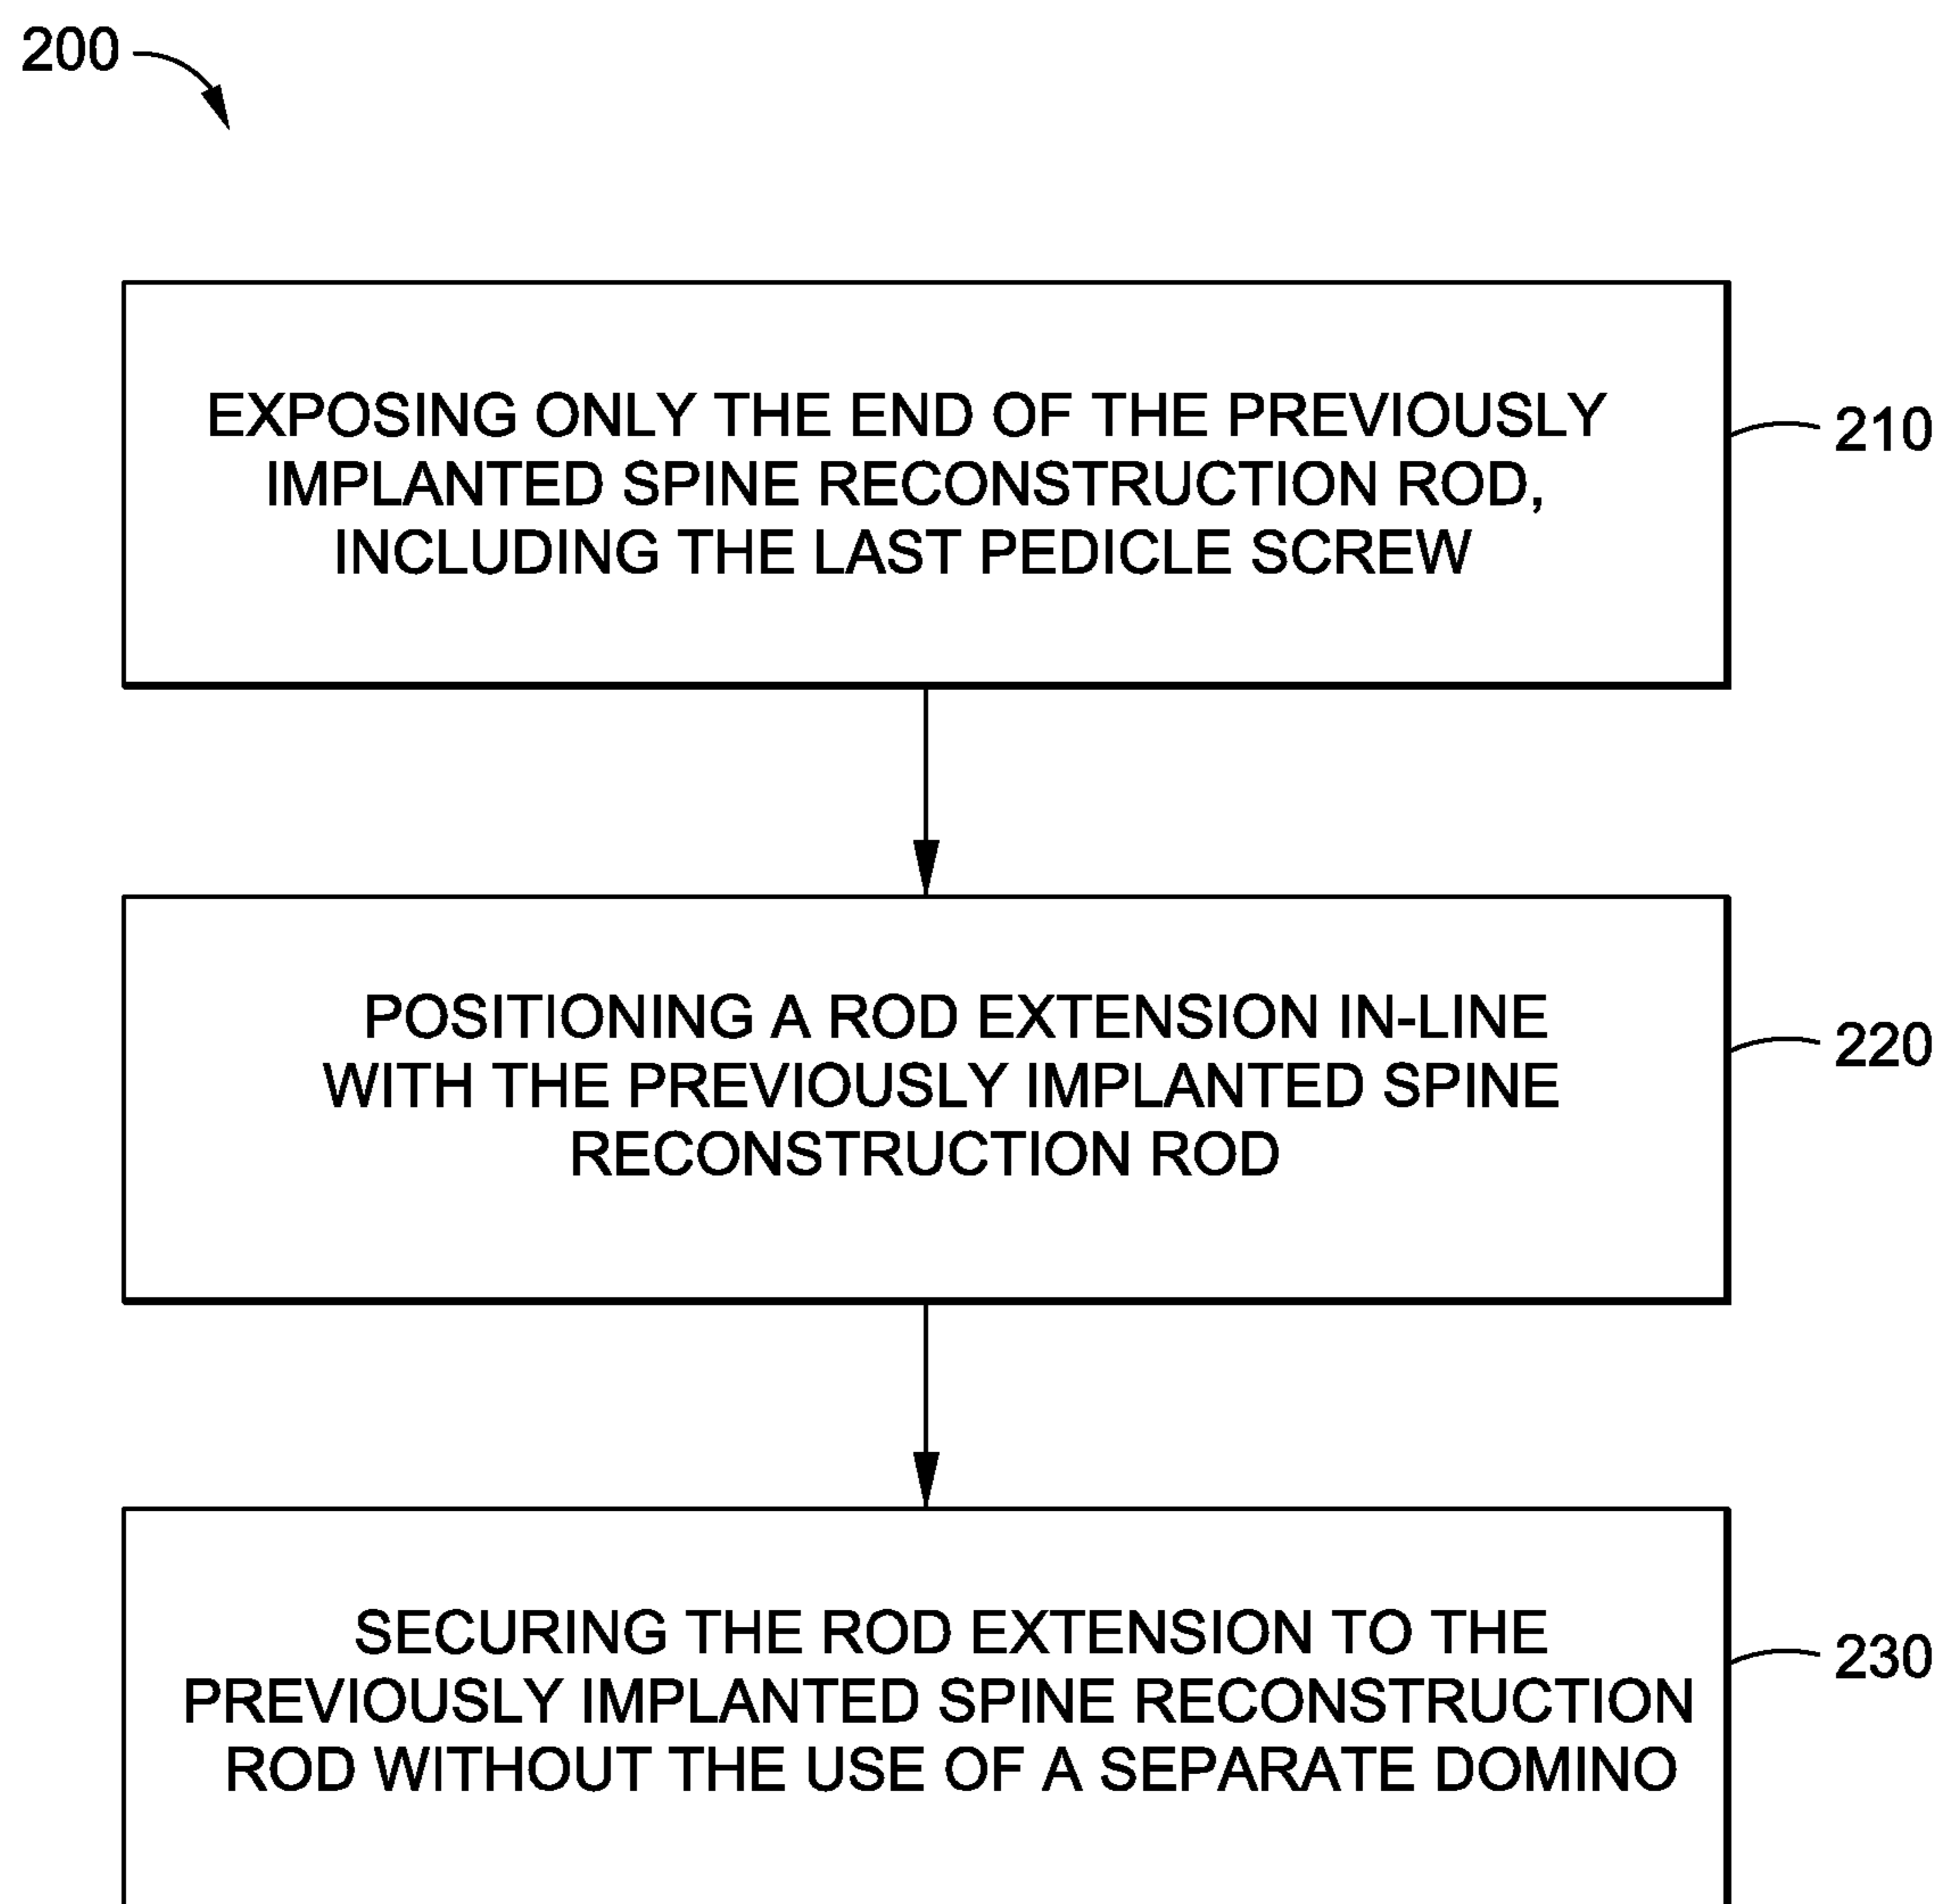 200
EXPOSING ONLY THE END OF THE PREVIOUSLY
IMPLANTED SPINE RECONSTRUCTION ROD,
INCLUDING THE LAST PEDICLE SCREW
210
POSITIONING A ROD EXTENSION IN-LINE
WITH THE PREVIOUSLY IMPLANTED SPINE
RECONSTRUCTION ROD
220
SECURING THE ROD EXTENSION TO THE
PREVIOUSLY IMPLANTED SPINE RECONSTRUCTION
ROD WITHOUT THE USE OF A SEPARATE DOMINO
230